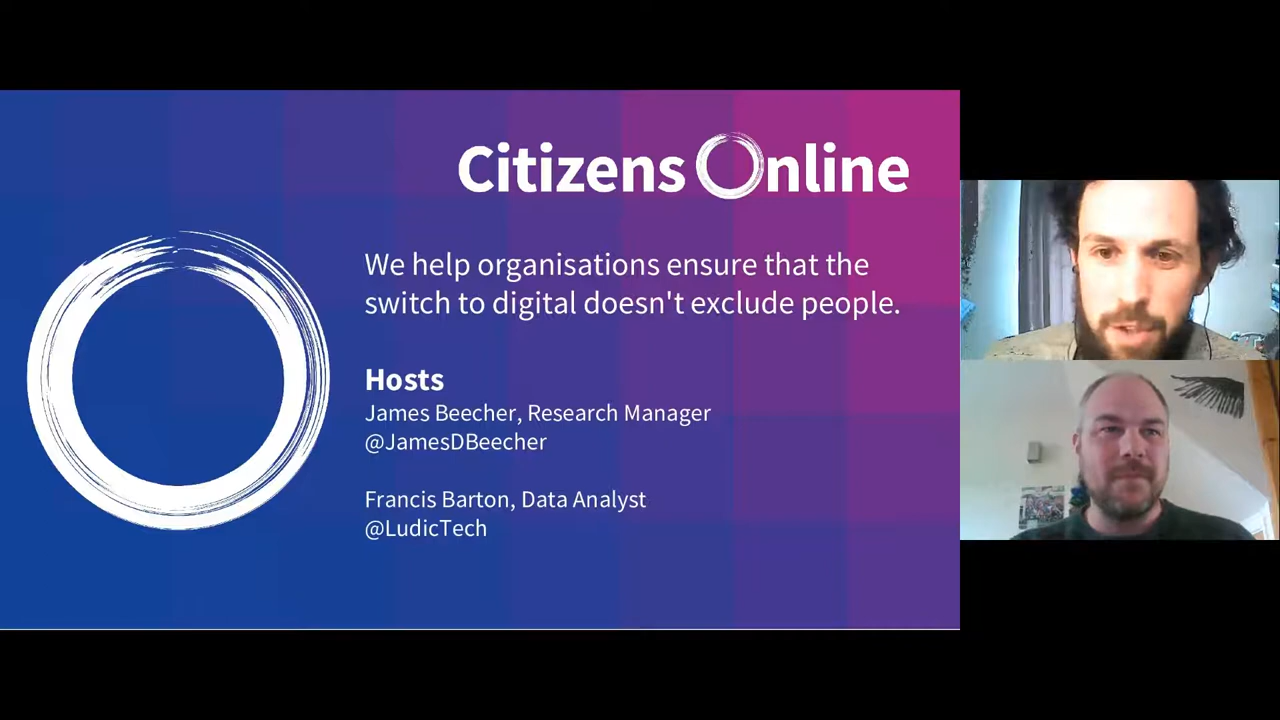 Citizens Online
We help organisations ensure that the
switch to digital doesn't exclude people.
Hosts
James Beecher, Research Manager
@JamesDBeecher
Francis Barton, Data Analyst
@LudicTech